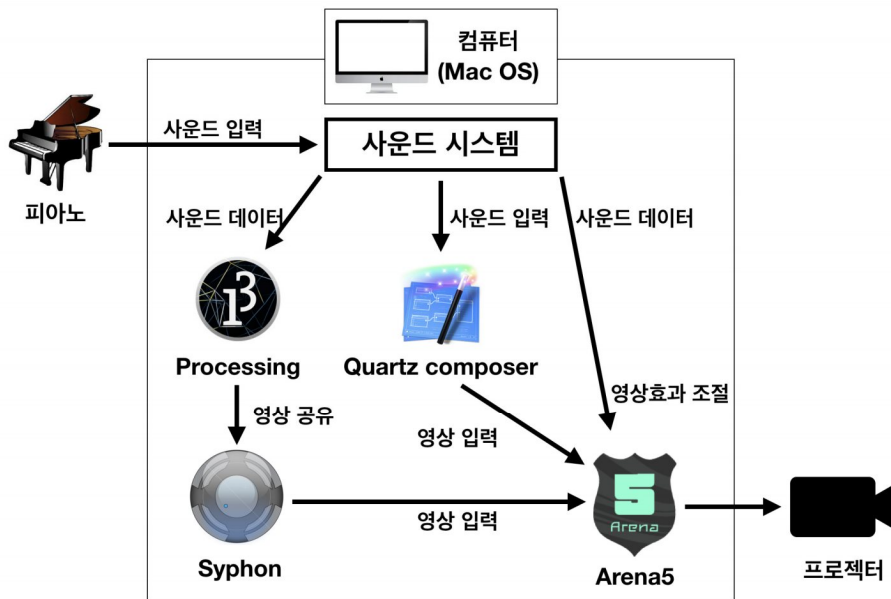 컴퓨터
(Mac OS)
사운드 입력
사운드 시스템
피아노
사운드 데이터
사운드 입력
사운드 데이터
Processing
Quartz composer
영상효과 조절
영상 공유
영상 입력
5
Arena
영상 입력
Syphon
Arena5
프로젝터